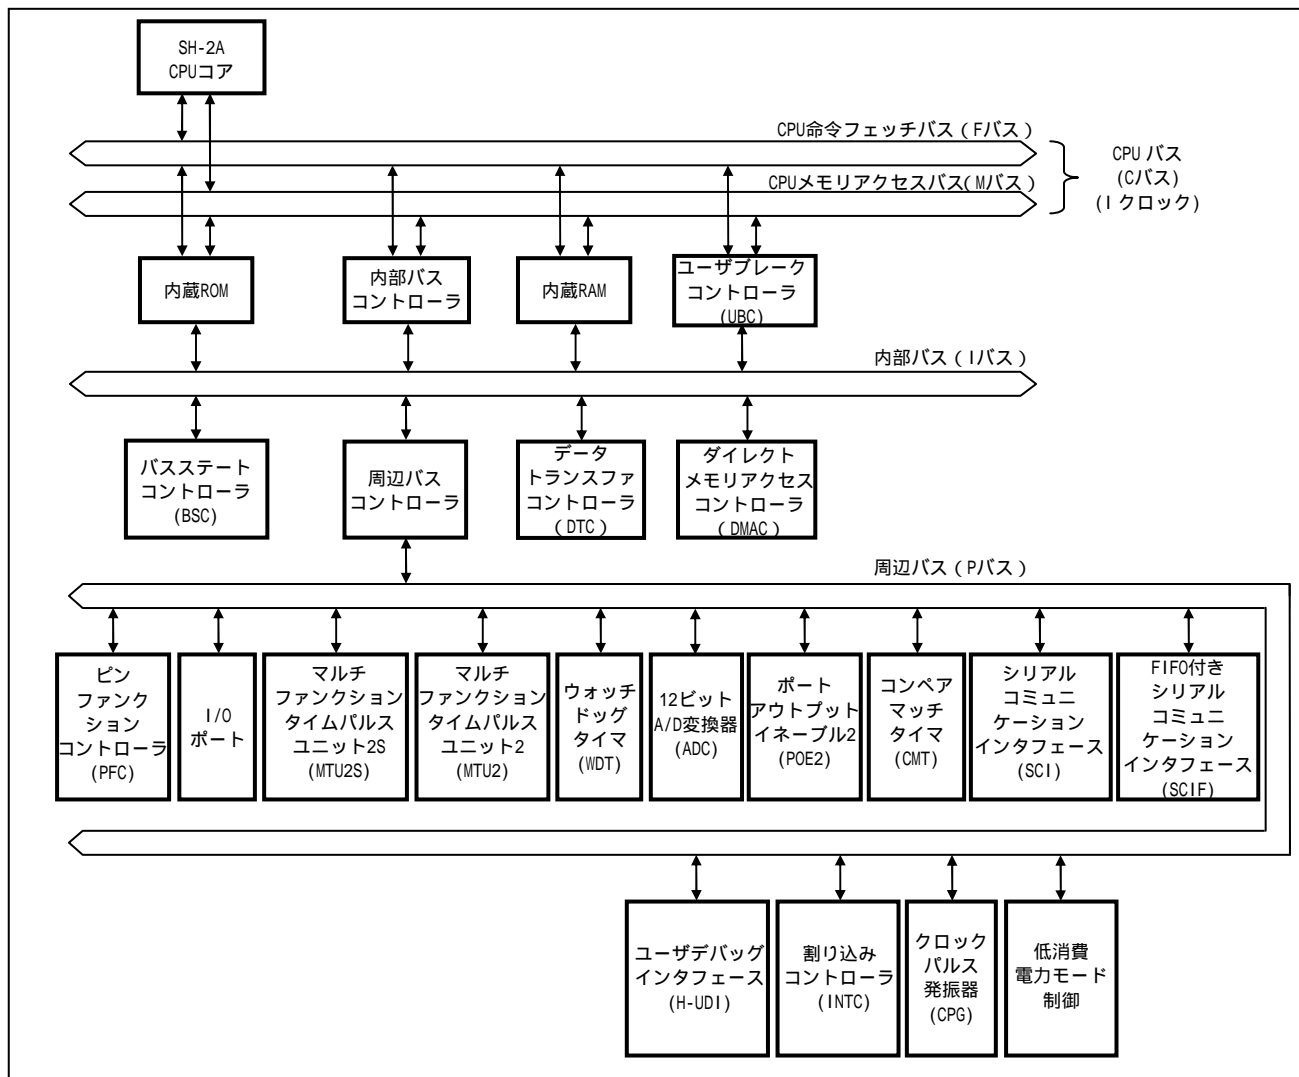 SH-2A
CPUコア
CPU命令フェッチバス(Fバス)
CPUメモリアクセスバス(Mバス)
CPU バス
(Cバス)
(I クロック)
内蔵ROM
内部バス
コントローラ
内蔵RAM
ユーザブレーク
コントローラ
(UBC)
内部バス(Iバス)
バスステート
コントローラ
(BSC)
周辺バス
コントローラ
データ
トランスファ
コントローラ
(DTC)
ダイレクト
メモリアクセス
コントローラ
(DMAC)
周辺バス(Pバス)
ピン
ファンク
ション
コントローラ
(PFC)
I/O
ポート
マルチ
ファンクション
タイムパルス
ユニット2S
(MTU2S)
マルチ
ファンクション
タイムパルス
ユニット2
(MTU2)
ウォッチ
ドッグ
タイマ
(WDT)
12ビット
A/D変換器
(ADC)
ポート
アウトプット
イネーブル2
(POE2)
コンペア
マッチ
タイマ
(CMT)
シリアル
コミュニ
ケーション
インタフェース
(SCI)
FIFO付き
シリアル
コミュニ
ケーション
インタフェース
(SCIF)
ユーザデバッグ
インタフェース
(H-UDI)
割り込み
コントローラ
(INTC)
クロック
パルス
発振器
(CPG)
低消費
電力モード
制御